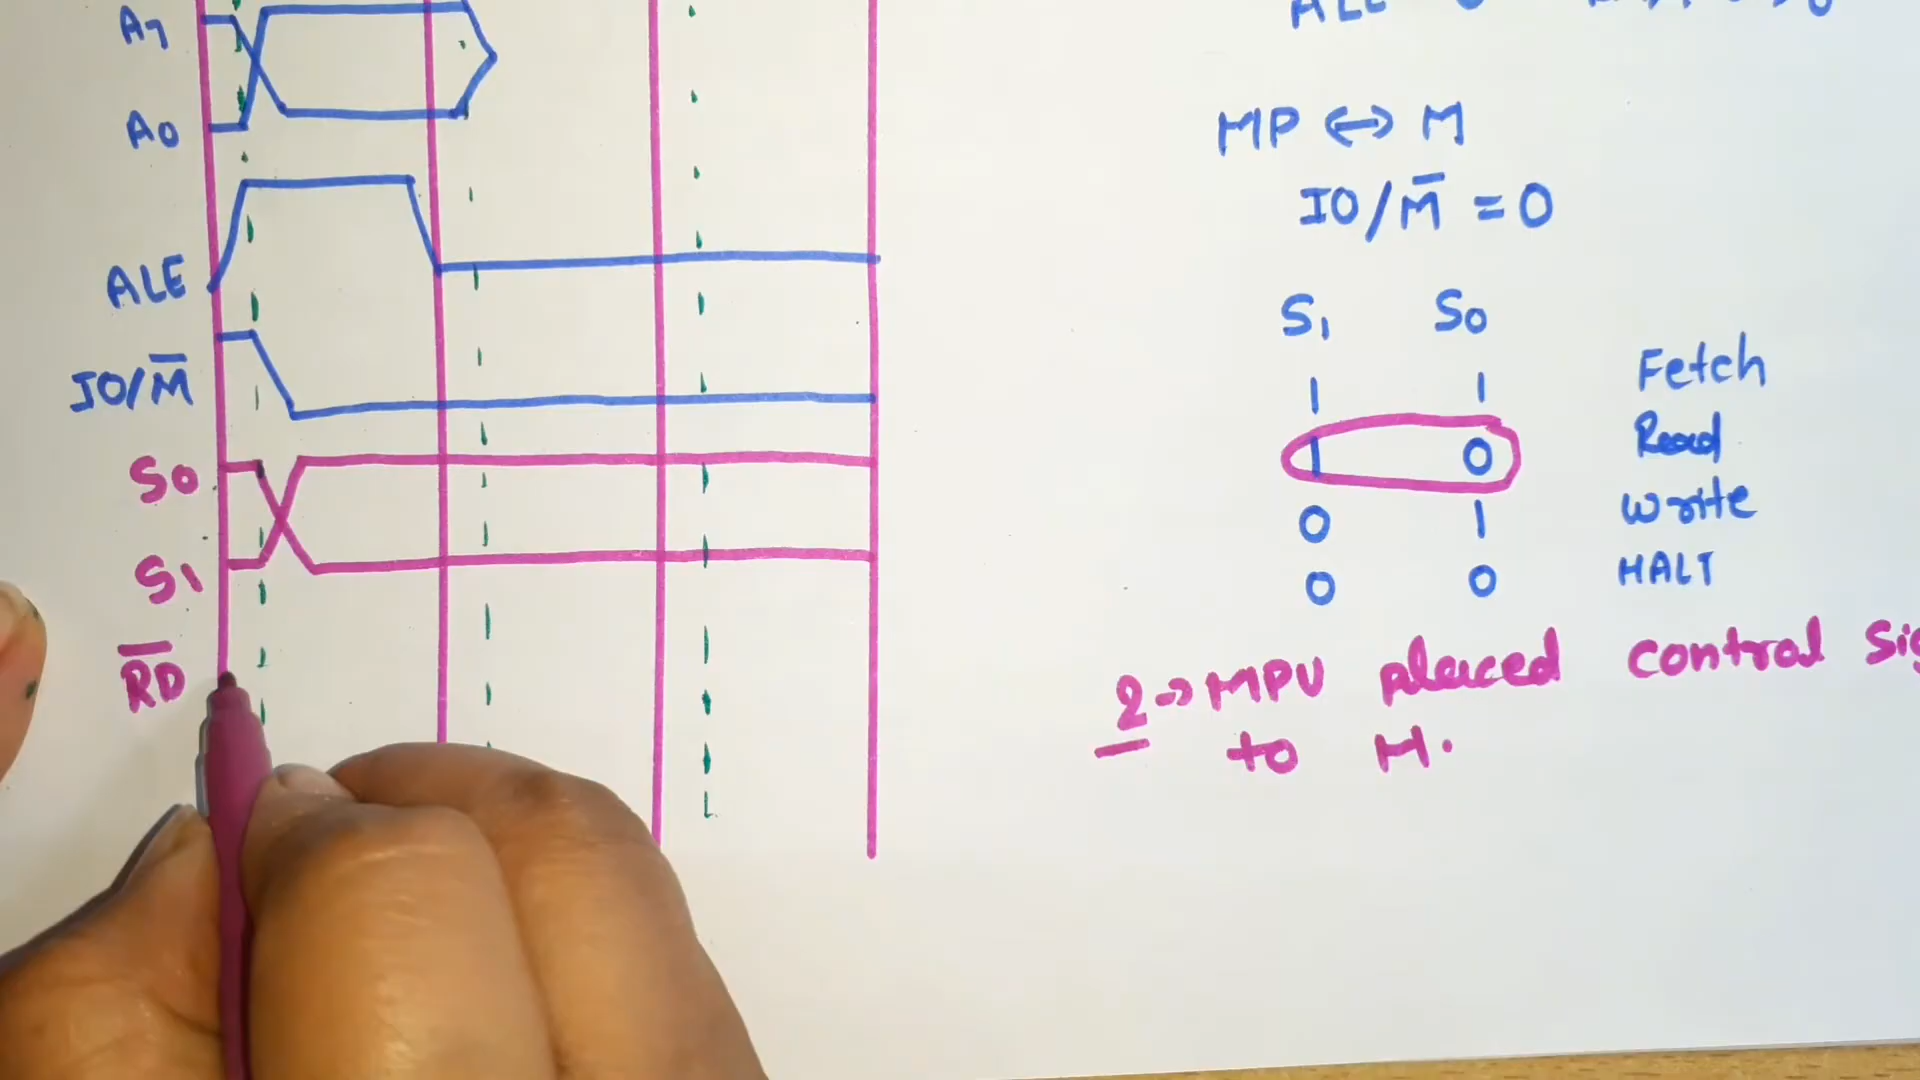 A7
A0
MP ↔ M
IO/M̅ = 0
ALE
S1 S0
IO/M̅
1 1 Fetch
S0
1 0 Read
0 1 write
S1
0 0 HALT
R̅D̅
2 → MPU placed control sig
to M.